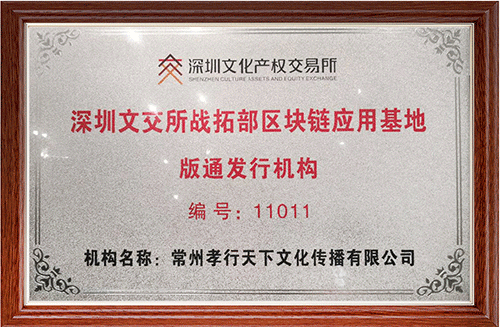 深圳文化产权交易所
SHENZHEN CULTURE ASSETS AND EQUITY EXCHANGE
深圳文交所战拓部区块链应用基地
版通发行机构
编号：11011
机构名称：常州孝行天下文化传播有限公司